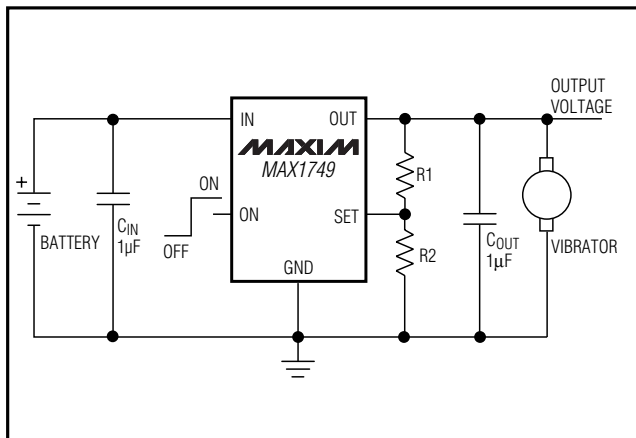 OUTPUT
VOLTAGE
IN
OUT
MAXIM
MAX1749
R1
+
ON
ON
SET
OFF
CIN
1µF
BATTERY
R2
COUT
1µF
VIBRATOR
GND